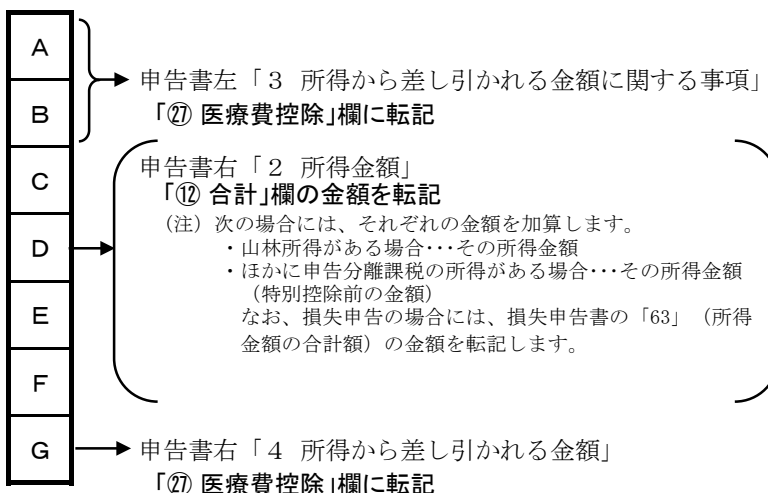 A
B
C
D
E
F
G
申告書左「3 所得から差し引かれる金額に関する事項」
「㉗ 医療費控除」欄に転記
申告書右「2 所得金額」
「⑫ 合計」欄の金額を転記
(注) 次の場合には、それぞれの金額を加算します。
・山林所得がある場合･･･その所得金額
・ほかに申告分離課税の所得がある場合･･･その所得金額
(特別控除前の金額)
なお、損失申告の場合には、損失申告書の「63」(所得
金額の合計額)の金額を転記します。
申告書右「4 所得から差し引かれる金額」
「㉗ 医療費控除」欄に転記